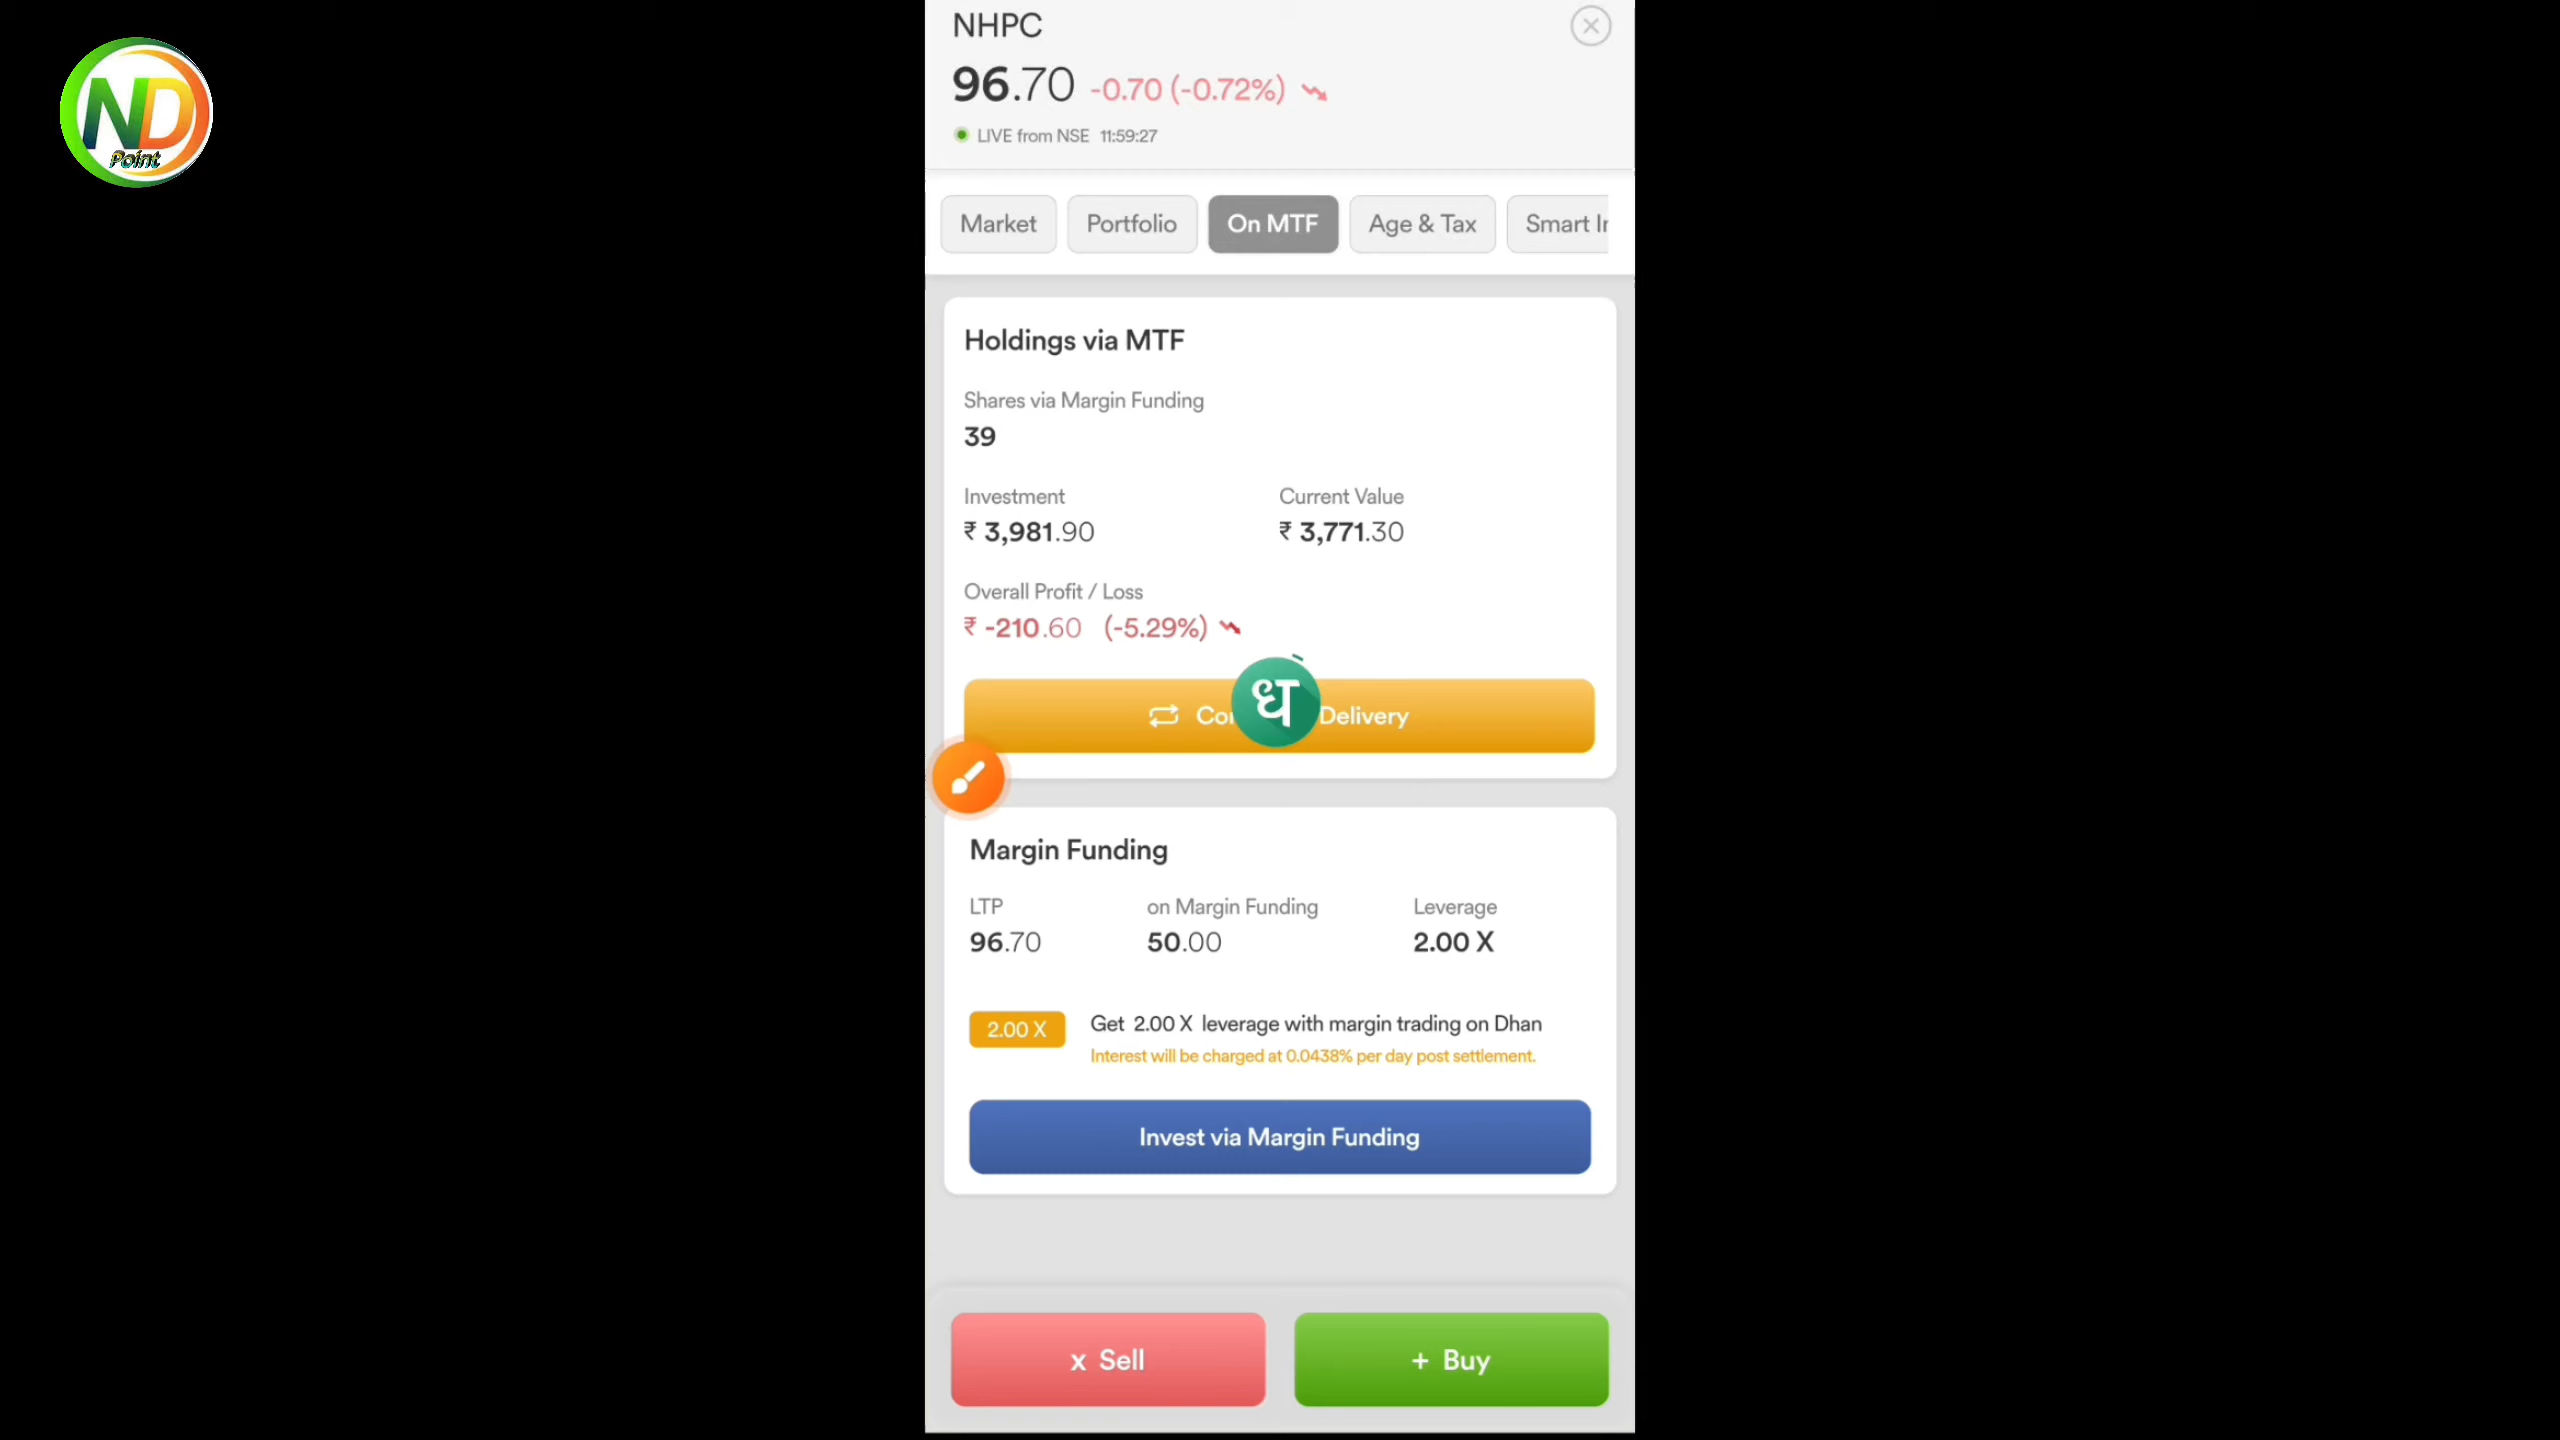 ND
Point
NHPC
96.70 -0.70 (-0.72%)
LIVE from NSE 11:59:27
Market Portfolio On MTF Age & Tax Smart
Holdings via MTF
Shares via Margin Funding
39
Investment Current Value
₹ 3,981.90 ₹ 3,771.30
Overall Profit / Loss
₹ -210.60 (-5.29%)
ध Delivery
Margin Funding
LTP on Margin Funding Leverage
96.70 50.00 2.00 X
2.00 X Get 2.00 X leverage with margin trading on Dhan
Interest will be charged at 0.0438% per day post settlement.
Invest via Margin Funding
x Sell + Buy